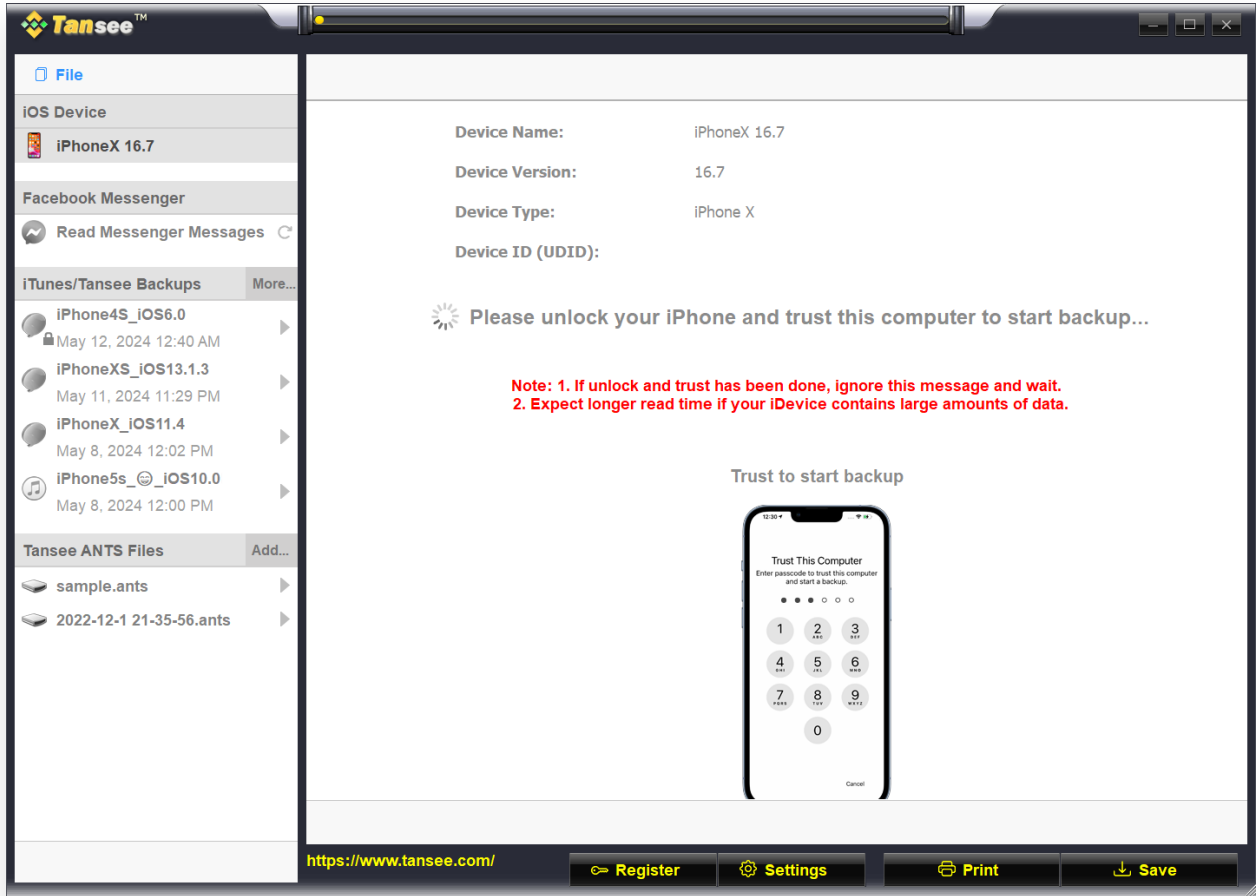 Tansee™
File
iOS Device
iPhoneX 16.7
Facebook Messenger
Read Messenger Messages
iTunes/Tansee Backups More...
iPhone4S_iOS6.0
May 12, 2024 12:40 AM
iPhoneXS_iOS13.1.3
May 11, 2024 11:29 PM
iPhoneX_iOS11.4
May 8, 2024 12:02 PM
iPhone5s_😄_iOS10.0
May 8, 2024 12:00 PM
Tansee ANTS Files Add...
sample.ants
2022-12-1 21-35-56.ants
Device Name: iPhoneX 16.7
Device Version: 16.7
Device Type: iPhone X
Device ID (UDID):
Please unlock your iPhone and trust this computer to start backup...
Note: 1. If unlock and trust has been done, ignore this message and wait.
2. Expect longer read time if your iDevice contains large amounts of data.
Trust to start backup
12:30
Trust This Computer
Enter passcode to trust this computer
and start a backup.
1 2 3
ABC DEF
4 5 6
GHI JKL MNO
7 8 9
PQRS TUV WXYZ
0
Cancel
https://www.tansee.com/
Register Settings Print Save